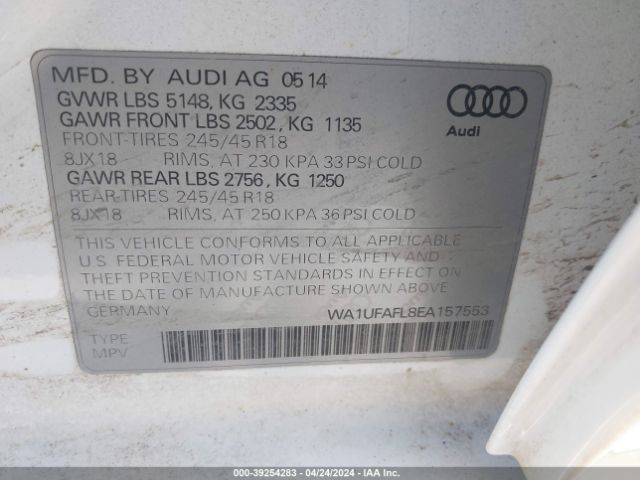 MFD. BY AUDI AG 05 14
GVWR LBS 5148, KG 2335
GAWR FRONT LBS 2502, KG 1135
FRONT-TIRES 245/45 R18
8JX18 RIMS, AT 230 KPA 33 PSI COLD
GAWR REAR LBS 2756, KG 1250
REAR-TIRES 245/45 R18
8JX18 RIMS, AT 250 KPA 36 PSI COLD
Audi
THIS VEHICLE CONFORMS TO ALL APPLICABLE
U.S. FEDERAL MOTOR VEHICLE SAFETY AND
THEFT PREVENTION STANDARDS IN EFFECT ON
THE DATE OF MANUFACTURE SHOWN ABOVE
GERMANY WA1UFAFL8EA157553
TYPE
MPV
000-39254283 - 04/24/2024 - IAA Inc.